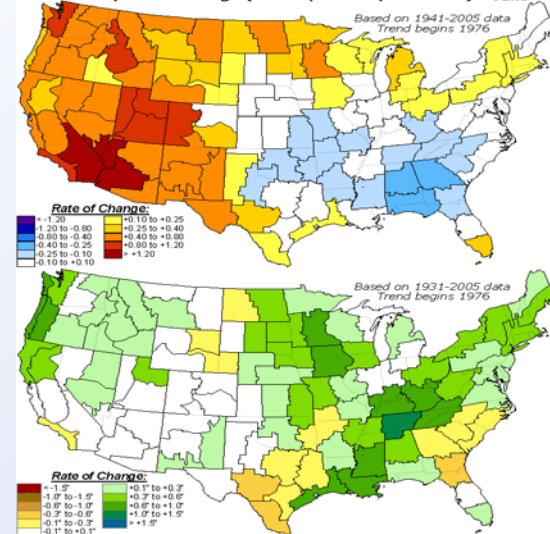 Based on 1941-2005 data
Trend begins 1976
Rate of Change:
< -1.20
-1.20 to -0.80
-0.80 to -0.40
-0.40 to -0.25
-0.25 to -0.10
-0.10 to +0.10
+0.10 to +0.25
+0.25 to +0.40
+0.40 to +0.80
+0.80 to +1.20
> +1.20
Based on 1931-2005 data
Trend begins 1976
Rate of Change:
< -1.5"
-1.0" to -1.5"
-0.6" to -1.0"
-0.3" to -0.6"
-0.1" to -0.3"
-0.1" to +0.1"
+0.1" to +0.3"
+0.3" to +0.6"
+0.6" to +1.0"
+1.0" to +1.5"
> +1.5"